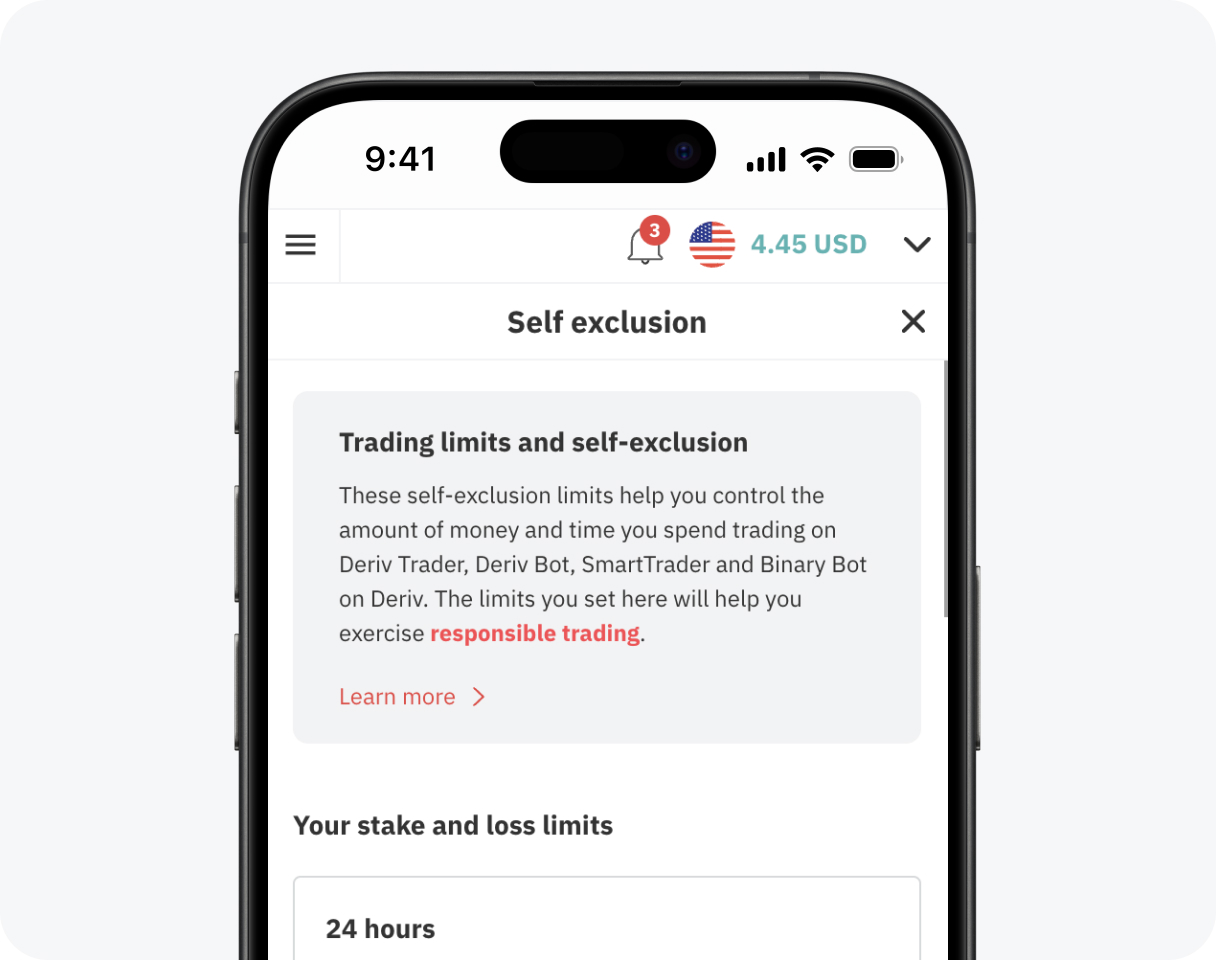 9:41
3
4.45 USD
Self exclusion
Trading limits and self-exclusion
These self-exclusion limits help you control the
amount of money and time you spend trading on
Deriv Trader, Deriv Bot, SmartTrader and Binary Bot
on Deriv. The limits you set here will help you
exercise responsible trading.
Learn more
Your stake and loss limits
24 hours